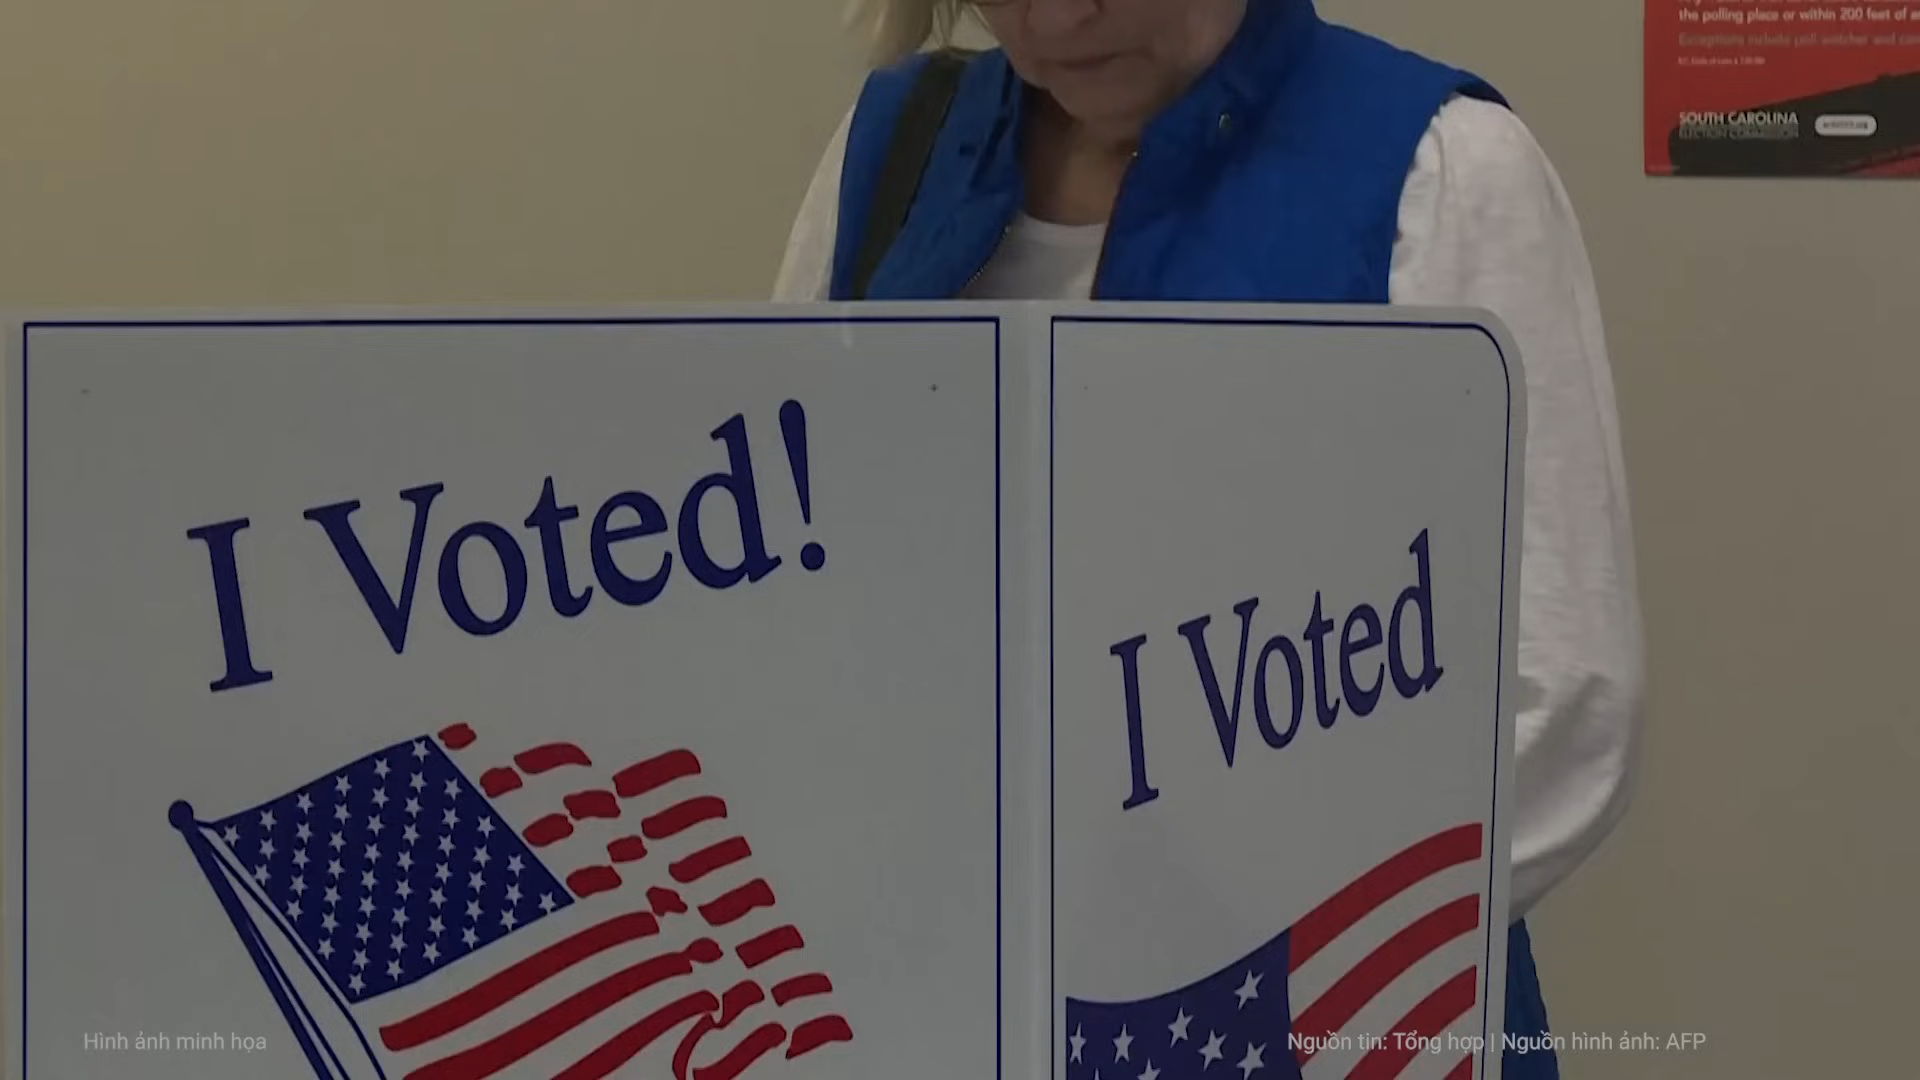 the polling place or within 200 feet of
SOUTH CAROLINA
ELECTION COMMISSION
I Voted!
I Voted
Hình ảnh minh họa
Nguồn tin: Tổng hợp | Nguồn hình ảnh: AFP